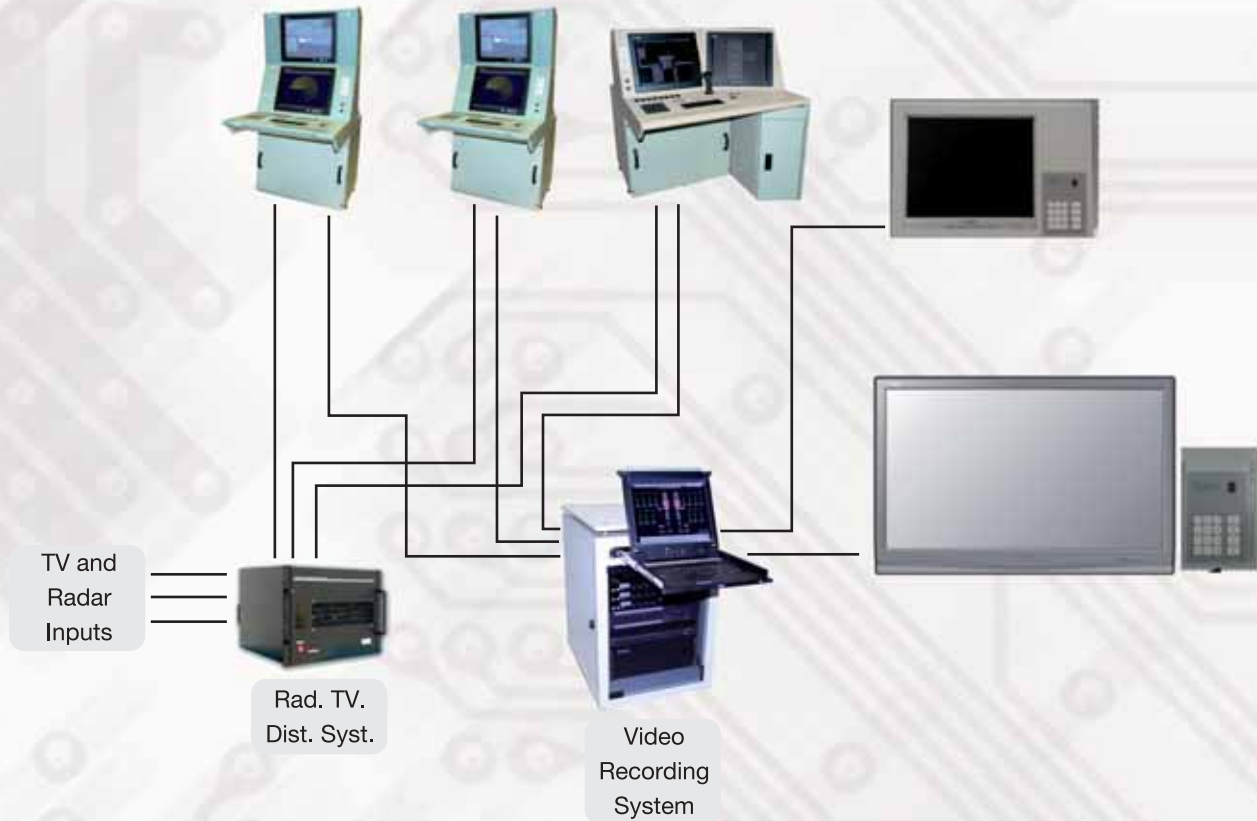 TV and
Radar
Inputs
Rad. TV.
Dist. Syst.
Video
Recording
System